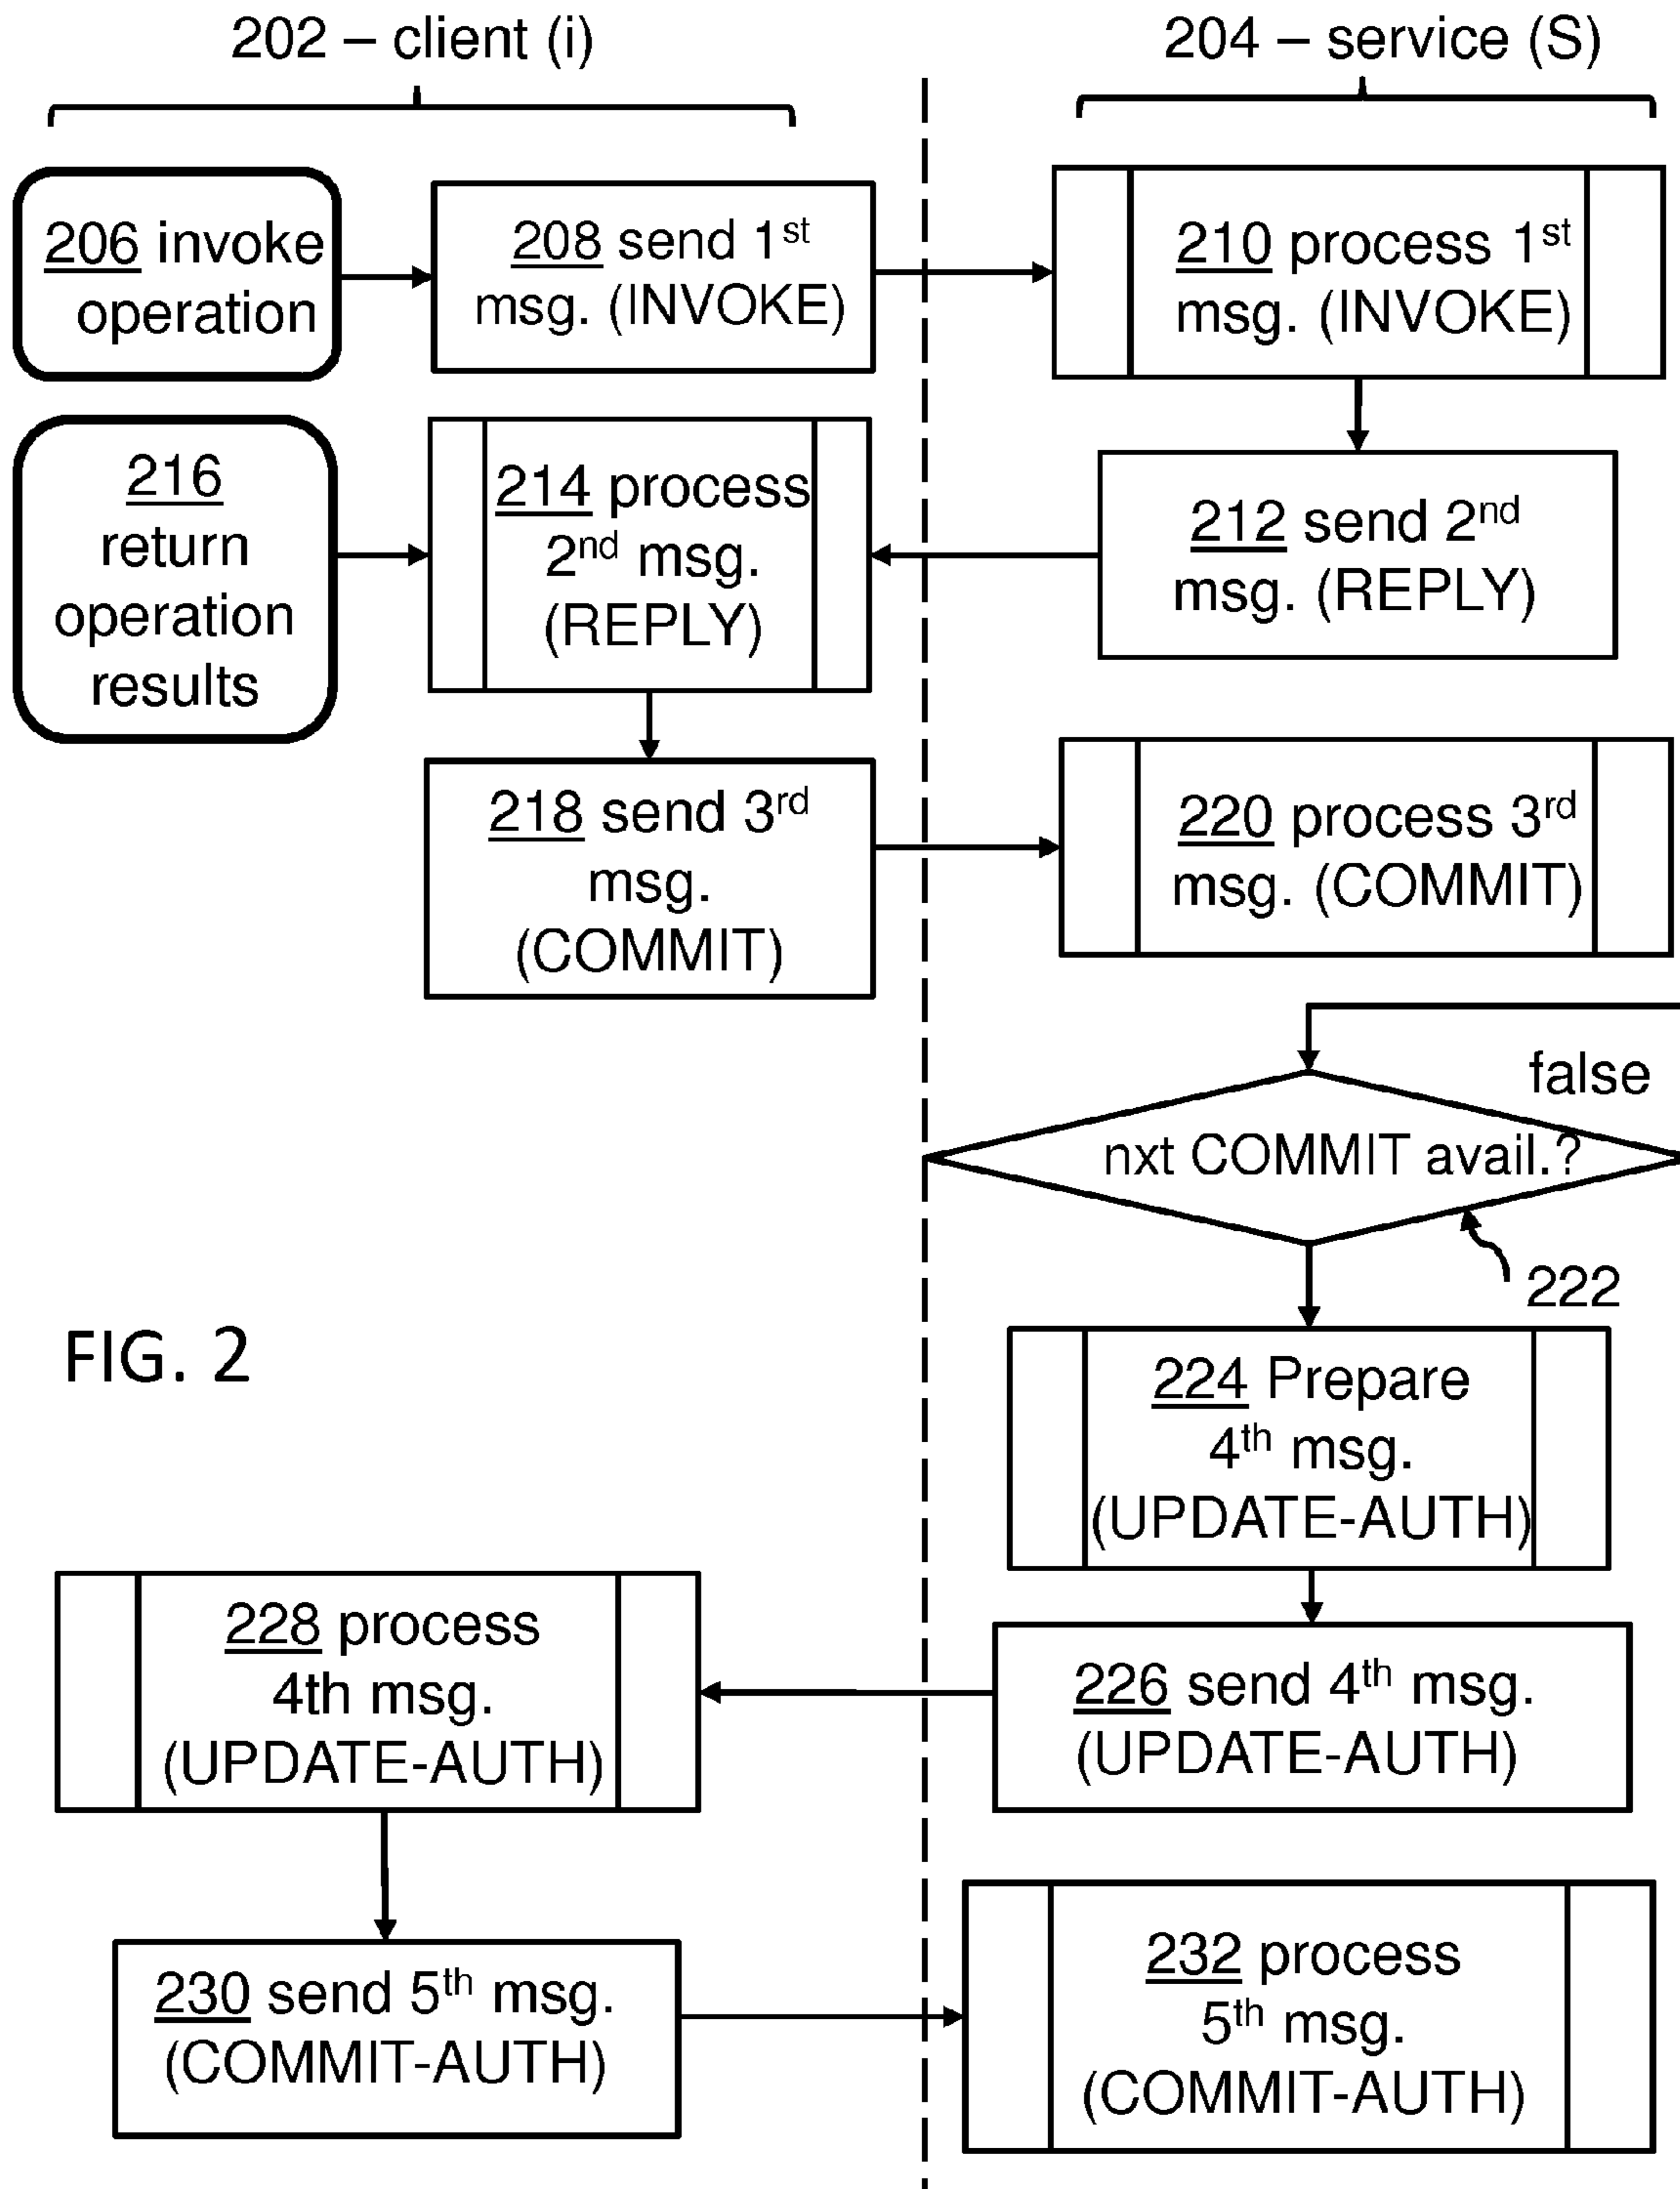 202 – client (i)
204 – service (S)
206 invoke
operation
208 send 1st
msg. (INVOKE)
210 process 1st
msg. (INVOKE)
216
return
operation
results
214 process
2nd msg.
(REPLY)
212 send 2nd
msg. (REPLY)
218 send 3rd
msg.
(COMMIT)
220 process 3rd
msg. (COMMIT)
false
nxt COMMIT avail.?
222
FIG. 2
224 Prepare
4th msg.
(UPDATE-AUTH)
228 process
4th msg.
(UPDATE-AUTH)
226 send 4th msg.
(UPDATE-AUTH)
230 send 5th msg.
(COMMIT-AUTH)
232 process
5th msg.
(COMMIT-AUTH)